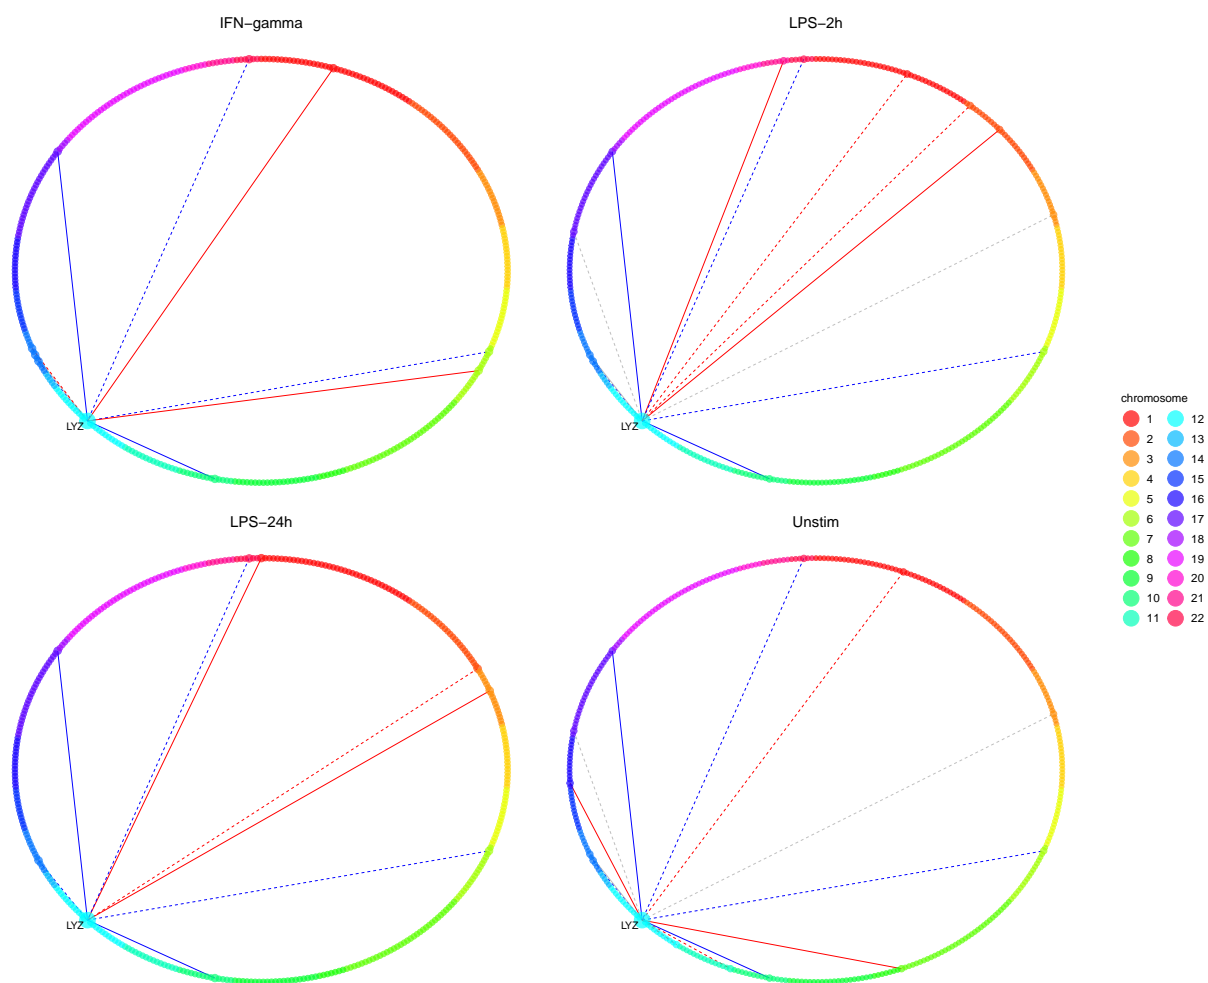 IFN−gamma
LPS−2h
LYZ
LYZ
chromosome
1 12
2 13
3 14
4 15
5 16
6 17
7 18
8 19
9 20
10 21
11 22
LPS−24h
Unstim
LYZ
LYZ